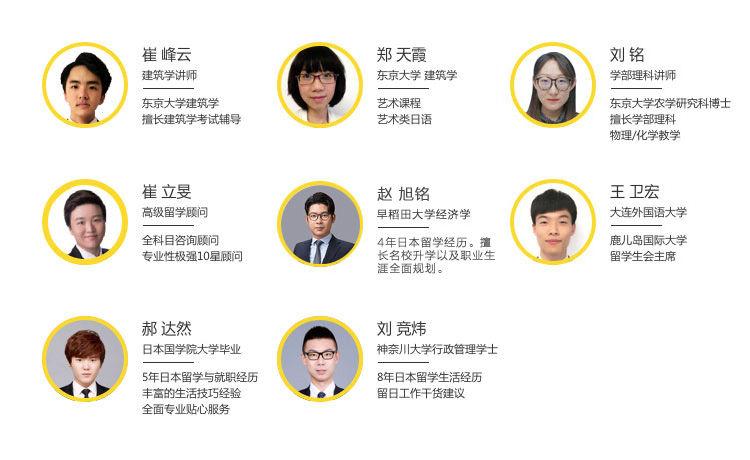 崔 峰云
建筑学讲师
东京大学建筑学
擅长建筑学考试辅导
郑 天霞
东京大学 建筑学
艺术课程
艺术类日语
刘 铭
学部理科讲师
东京大学农学研究科博士
擅长学部理科
物理/化学教学
崔 立旻
高级留学顾问
全科目咨询顾问
专业性极强10星顾问
赵 旭铭
早稻田大学经济学
4年日本留学经历。擅
长名校升学以及职业生
涯全面规划。
王 卫宏
大连外国语大学
鹿儿岛国际大学
留学生会主席
郝 达然
日本国学院大学毕业
5年日本留学与就职经历
丰富的生活技巧经验
全面专业贴心服务
刘 竞炜
神奈川大学行政管理学士
8年日本留学生活经历
留日工作干货建议